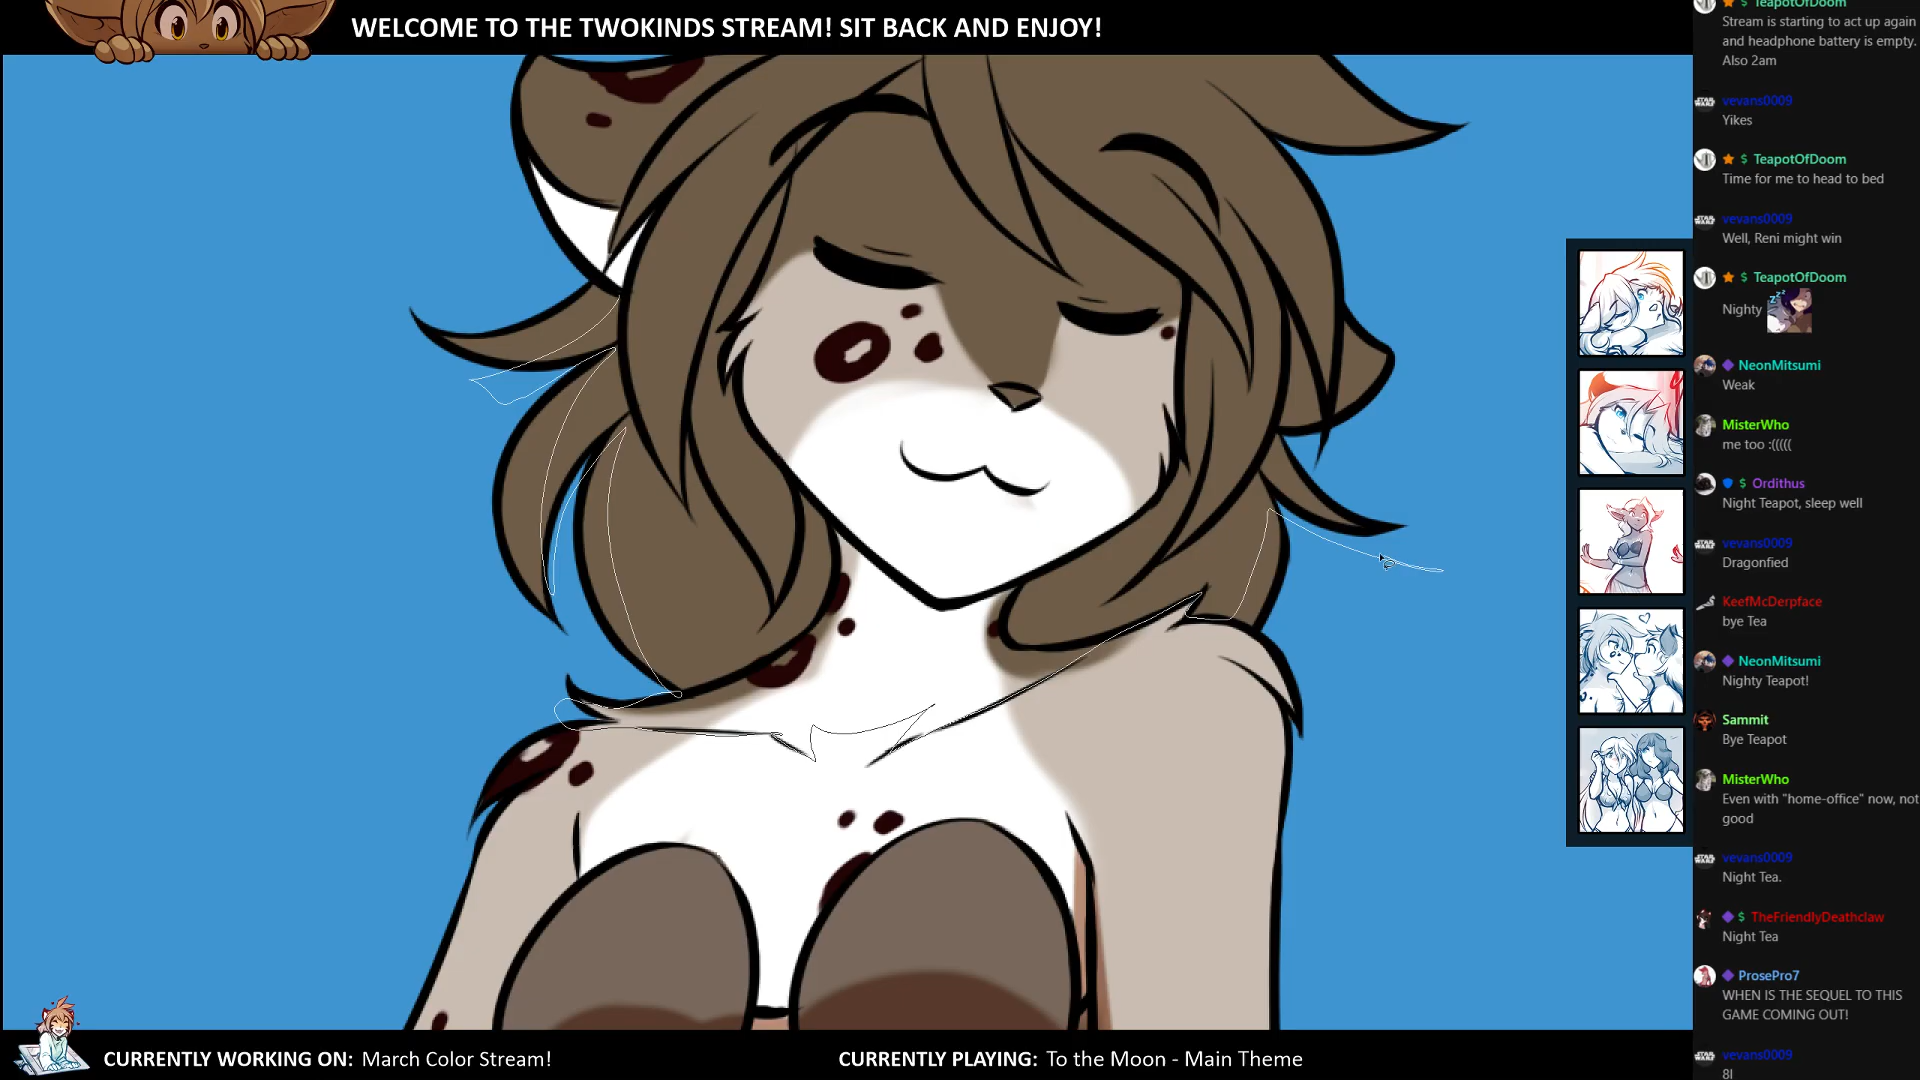 WELCOME TO THE TWOKINDS STREAM! SIT BACK AND ENJOY!
TeapotOfDoom
Stream is starting to act up again
and headphone battery is empty.
Also 2am
vevans0009
Yikes
TeapotOfDoom
Time for me to head to bed
vevans0009
Well, Reni might win
TeapotOfDoom
Nighty
NeonMitsumi
Weak
MisterWho
me too :(((((
Ordithus
Night Teapot, sleep well
vevans0009
Dragonfied
KeefMcDerpface
bye Tea
NeonMitsumi
Nighty Teapot!
Sammit
Bye Teapot
MisterWho
Even with "home-office" now, not
good
vevans0009
Night Tea.
TheFriendlyDeathclaw
Night Tea
ProsePro7
WHEN IS THE SEQUEL TO THIS
GAME COMING OUT!
vevans0009
8I
CURRENTLY WORKING ON: March Color Stream!
CURRENTLY PLAYING: To the Moon - Main Theme